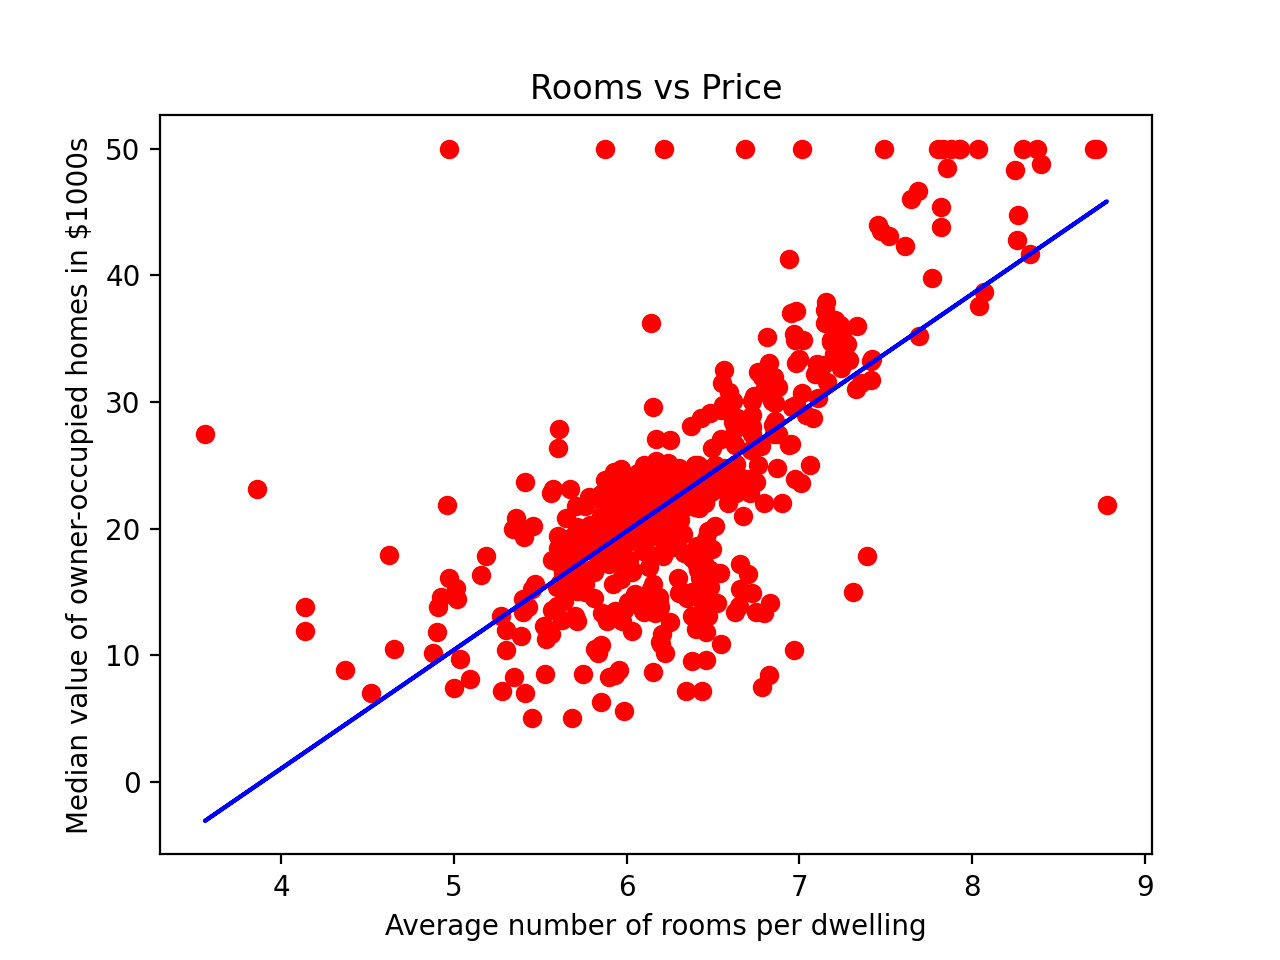 Rooms vs Price
Median value of owner-occupied homes in $1000s
50
40
30
20
10
0
4 5 6 7 8 9
Average number of rooms per dwelling